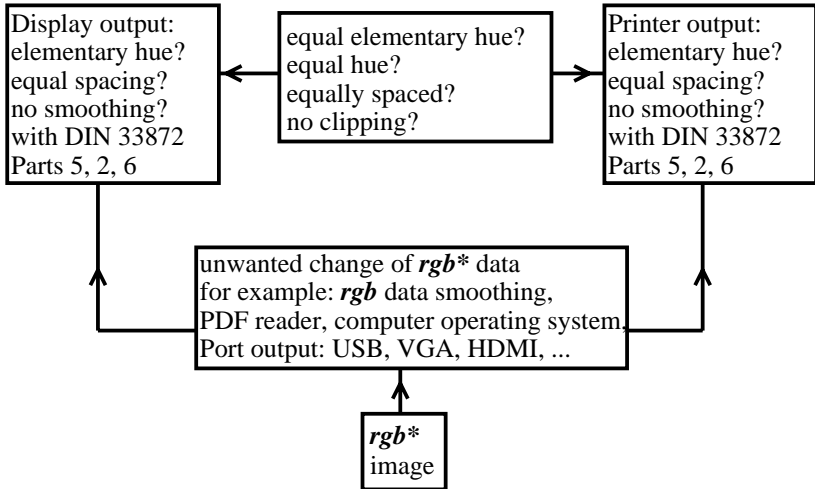 Display output:
elementary hue?
equal spacing?
no smoothing?
with DIN 33872
Parts 5, 2, 6
equal elementary hue?
equal hue?
equally spaced?
no clipping?
Printer output:
elementary hue?
equal spacing?
no smoothing?
with DIN 33872
Parts 5, 2, 6
unwanted change of rgb* data
for example: rgb data smoothing,
PDF reader, computer operating system,
Port output: USB, VGA, HDMI, ...
rgb*
image